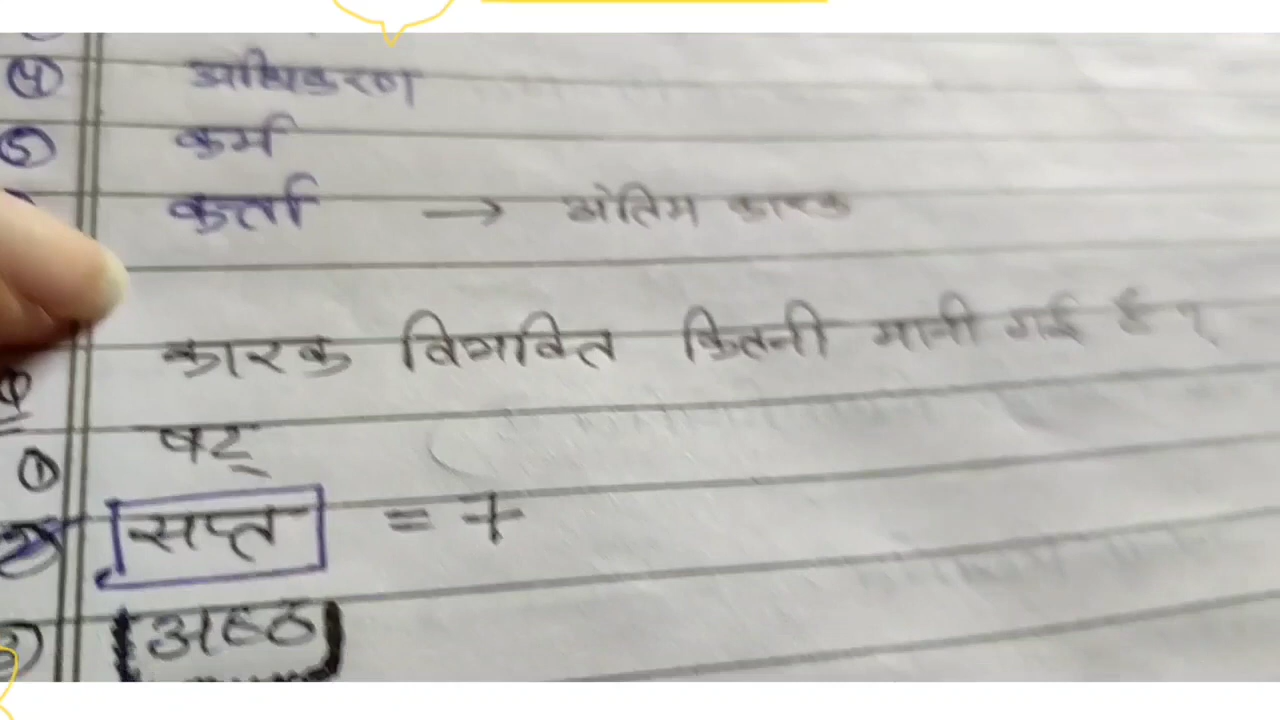 ④ अधिकरण
⑤ कर्म
कर्ता → अंतिम कारक
कारक विभक्ति कितनी मानी गई है ?
① षट्
② सप्त = 7
③ अष्ठ